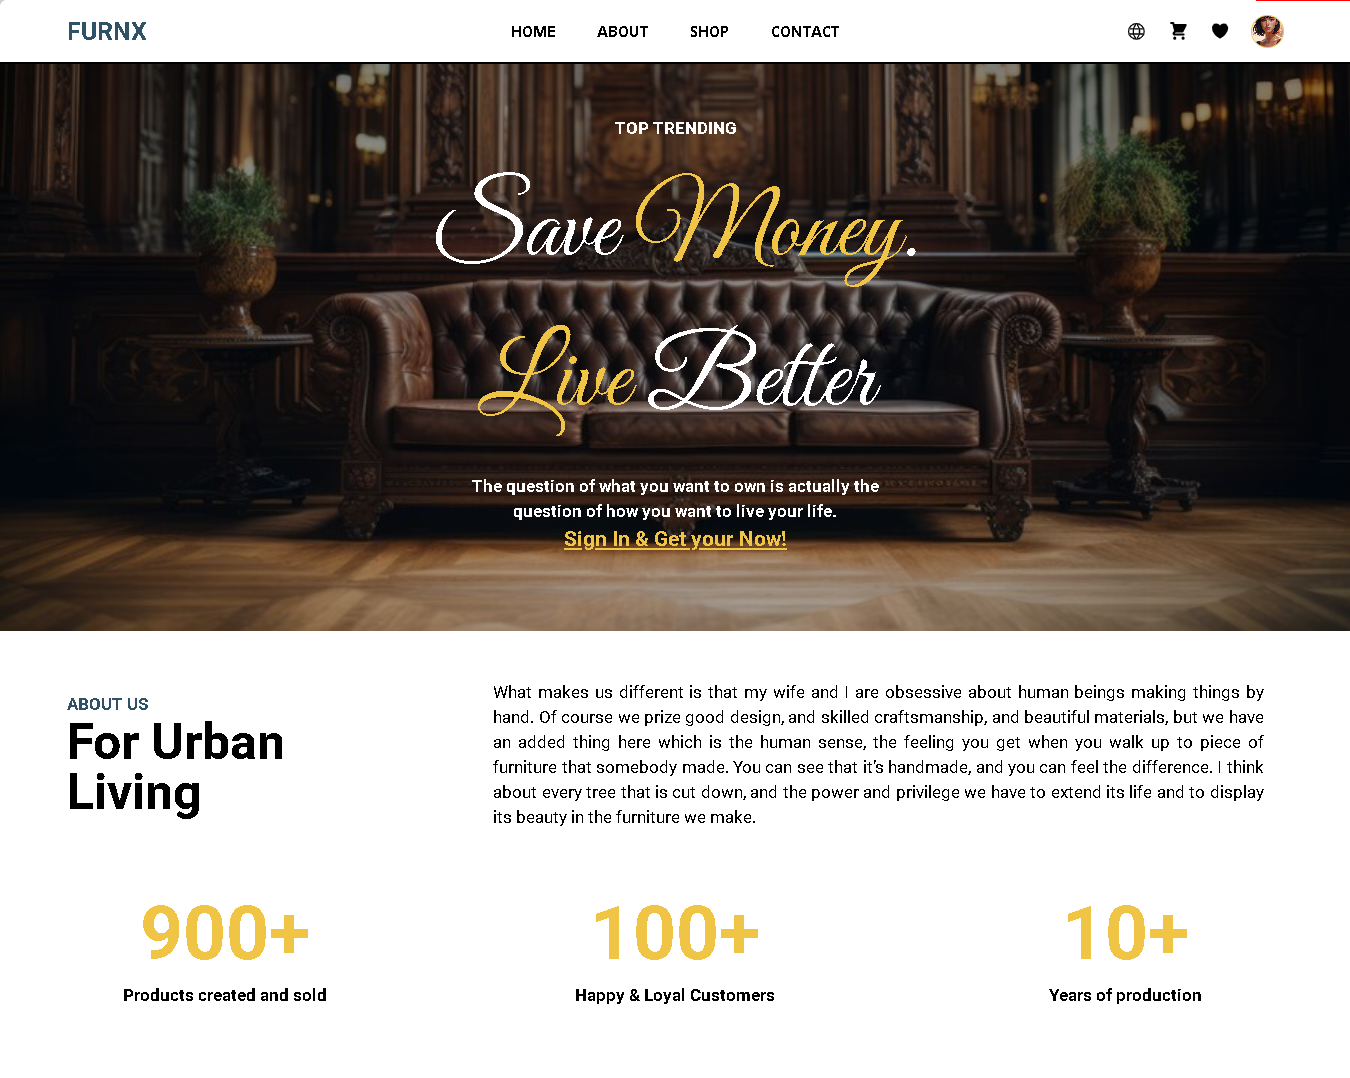 FURNX
HOME ABOUT SHOP CONTACT
TOP TRENDING
Save Money.
Live Better
The question of what you want to own is actually the
question of how you want to live your life.
Sign In & Get your Now!
ABOUT US
For Urban
Living
What makes us different is that my wife and I are obsessive about human beings making things by
hand. Of course we prize good design, and skilled craftsmanship, and beautiful materials, but we have
an added thing here which is the human sense, the feeling you get when you walk up to piece of
furniture that somebody made. You can see that it's handmade, and you can feel the difference. I think
about every tree that is cut down, and the power and privilege we have to extend its life and to display
its beauty in the furniture we make.
900+
Products created and sold
100+
Happy & Loyal Customers
10+
Years of production